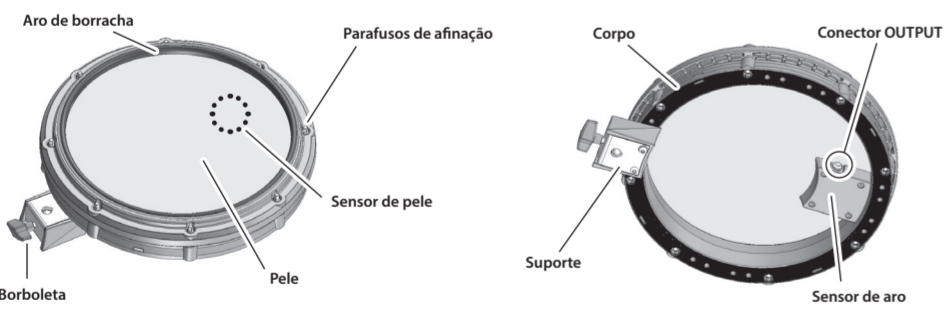 Aro de borracha
Parafusos de afinação
Sensor de pele
Pele
Borboleta
Corpo
Conector OUTPUT
Suporte
Sensor de aro